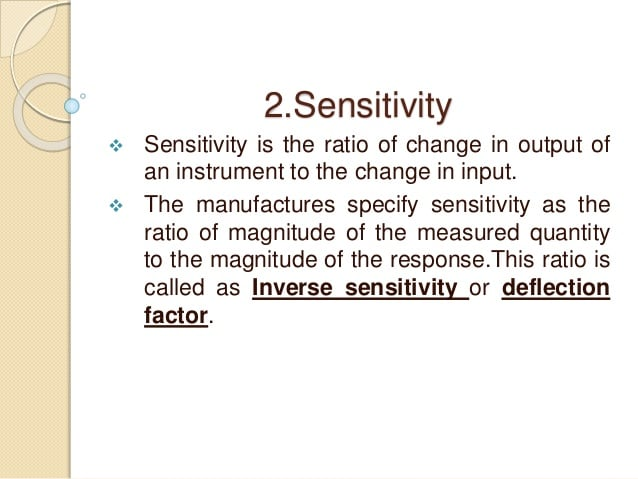 2.Sensitivity
❖ Sensitivity is the ratio of change in output of
an instrument to the change in input.
❖ The manufactures specify sensitivity as the
ratio of magnitude of the measured quantity
to the magnitude of the response.This ratio is
called as Inverse sensitivity or deflection
factor.